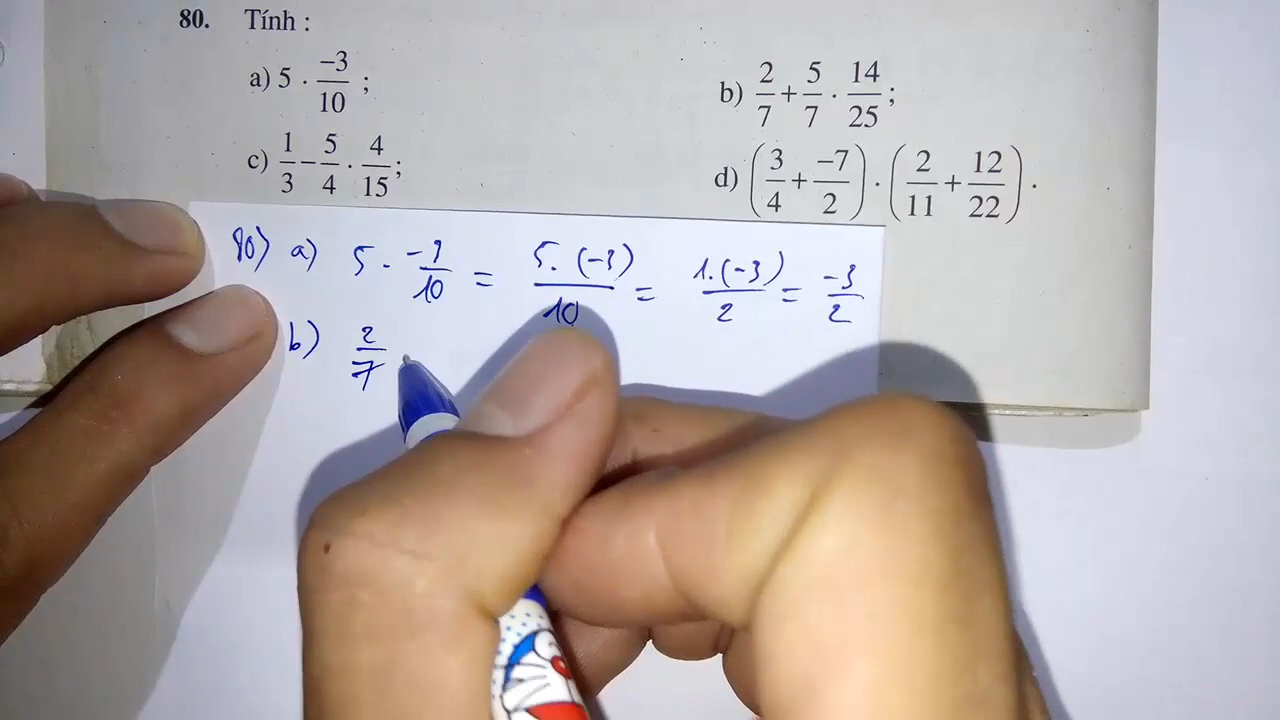 80. Tính :
a) 5 · -3/10 ;
b) 2/7 + 5/7 · 14/25 ;
c) 1/3 – 5/4 · 4/15 ;
d) (3/4 + -7/2) · (2/11 + 12/22) .
80) a) 5 · -3/10 = 5. (-3)/10 = 1. (-3)/2 = -3/2
b) 2/7